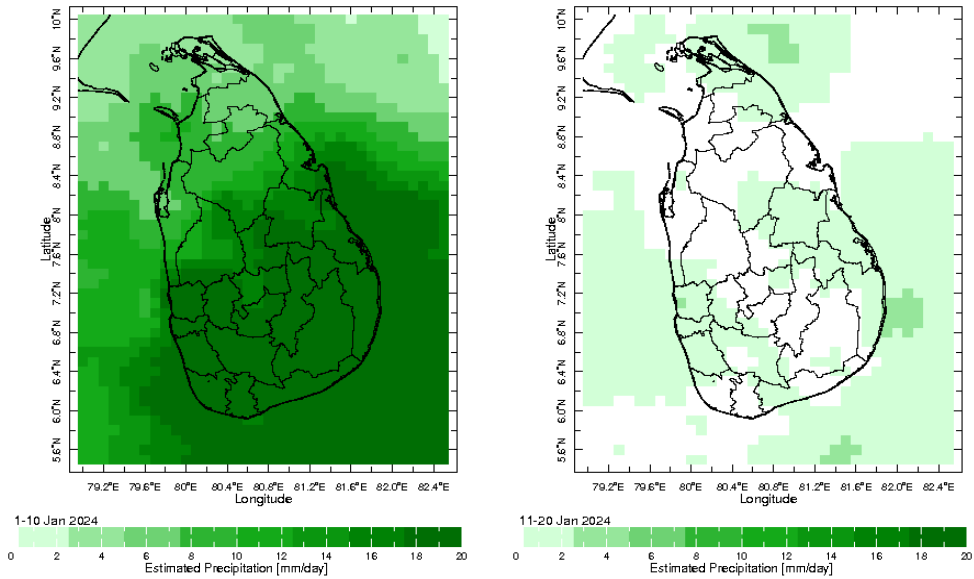 10°N
9.6°N
9.2°N
8.8°N
8.4°N
8°N
7.6°N
7.2°N
6.8°N
6.4°N
6.0°N
5.6°N
Latitude
79.2°E 79.6°E 80°E 80.4°E 80.8°E 81.2°E 81.6°E 82.0°E 82.4°E
Longitude
1-10 Jan 2024
0 2 4 6 8 10 12 14 16 18 20
Estimated Precipitation [mm/day]
10°N
9.6°N
9.2°N
8.8°N
8.4°N
8°N
7.6°N
7.2°N
6.8°N
6.4°N
6.0°N
5.6°N
Latitude
79.2°E 79.6°E 80°E 80.4°E 80.8°E 81.2°E 81.6°E 82.0°E 82.4°E
Longitude
11-20 Jan 2024
0 2 4 6 8 10 12 14 16 18 20
Estimated Precipitation [mm/day]